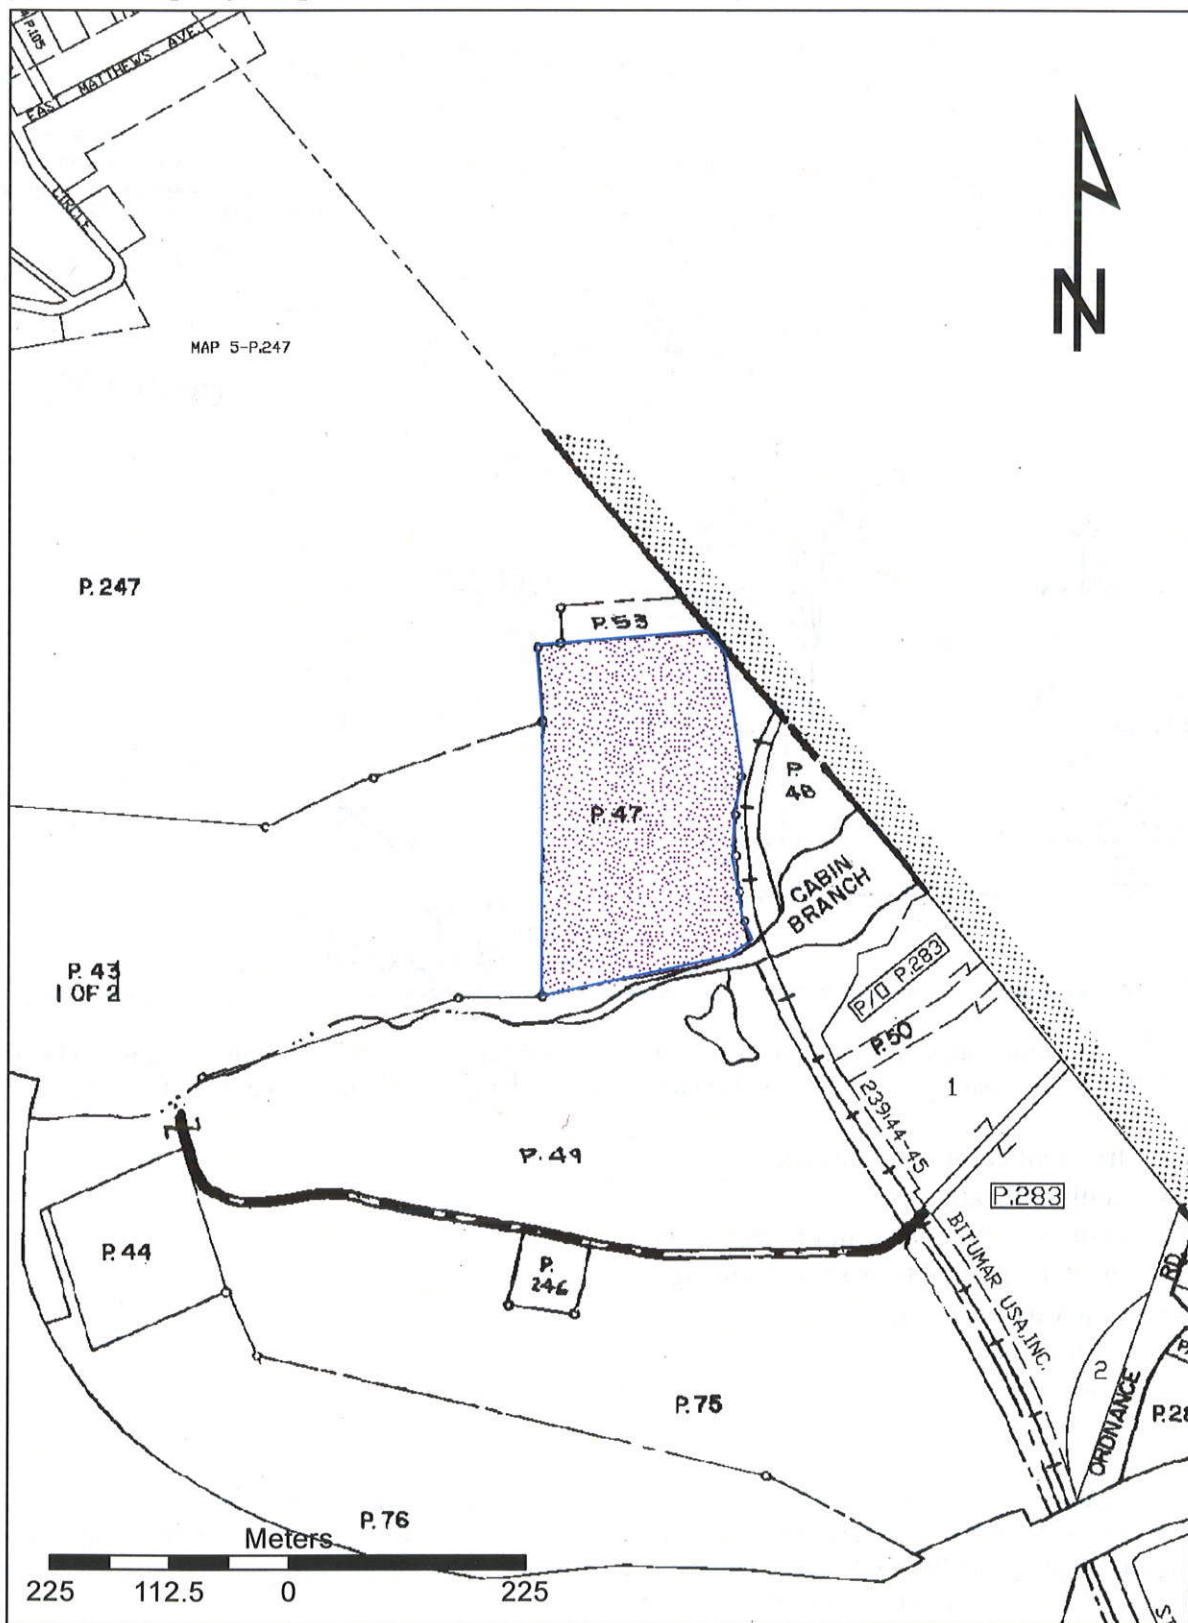 P.105
EAST MATTHEWS AVE.
CIRCLE
N
MAP 5-P.247
P. 247
P. 53
P.
48
P. 47
CABIN
BRANCH
P. 43
1 OF 2
P/O P.283
P. 50
1
239:44-45
P. 49
P.283
P. 44
P.
246
BITUMAR USA,INC.
RD.
2
ORDNANCE
P. 75
P.28
P. 76
Meters
225 112.5 0 225